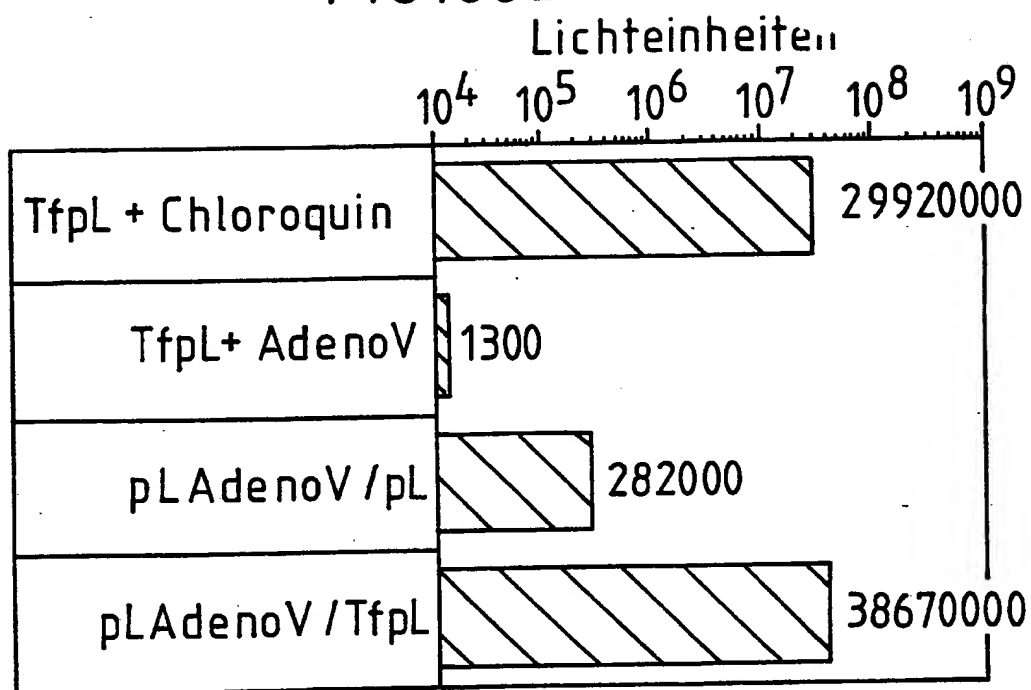 Lichteinheiten
10⁴ 10⁵ 10⁶ 10⁷ 10⁸ 10⁹
TfpL + Chloroquin 29920000
TfpL+ AdenoV 1300
pLAdenoV/pL 282000
pLAdenoV/TfpL 38670000